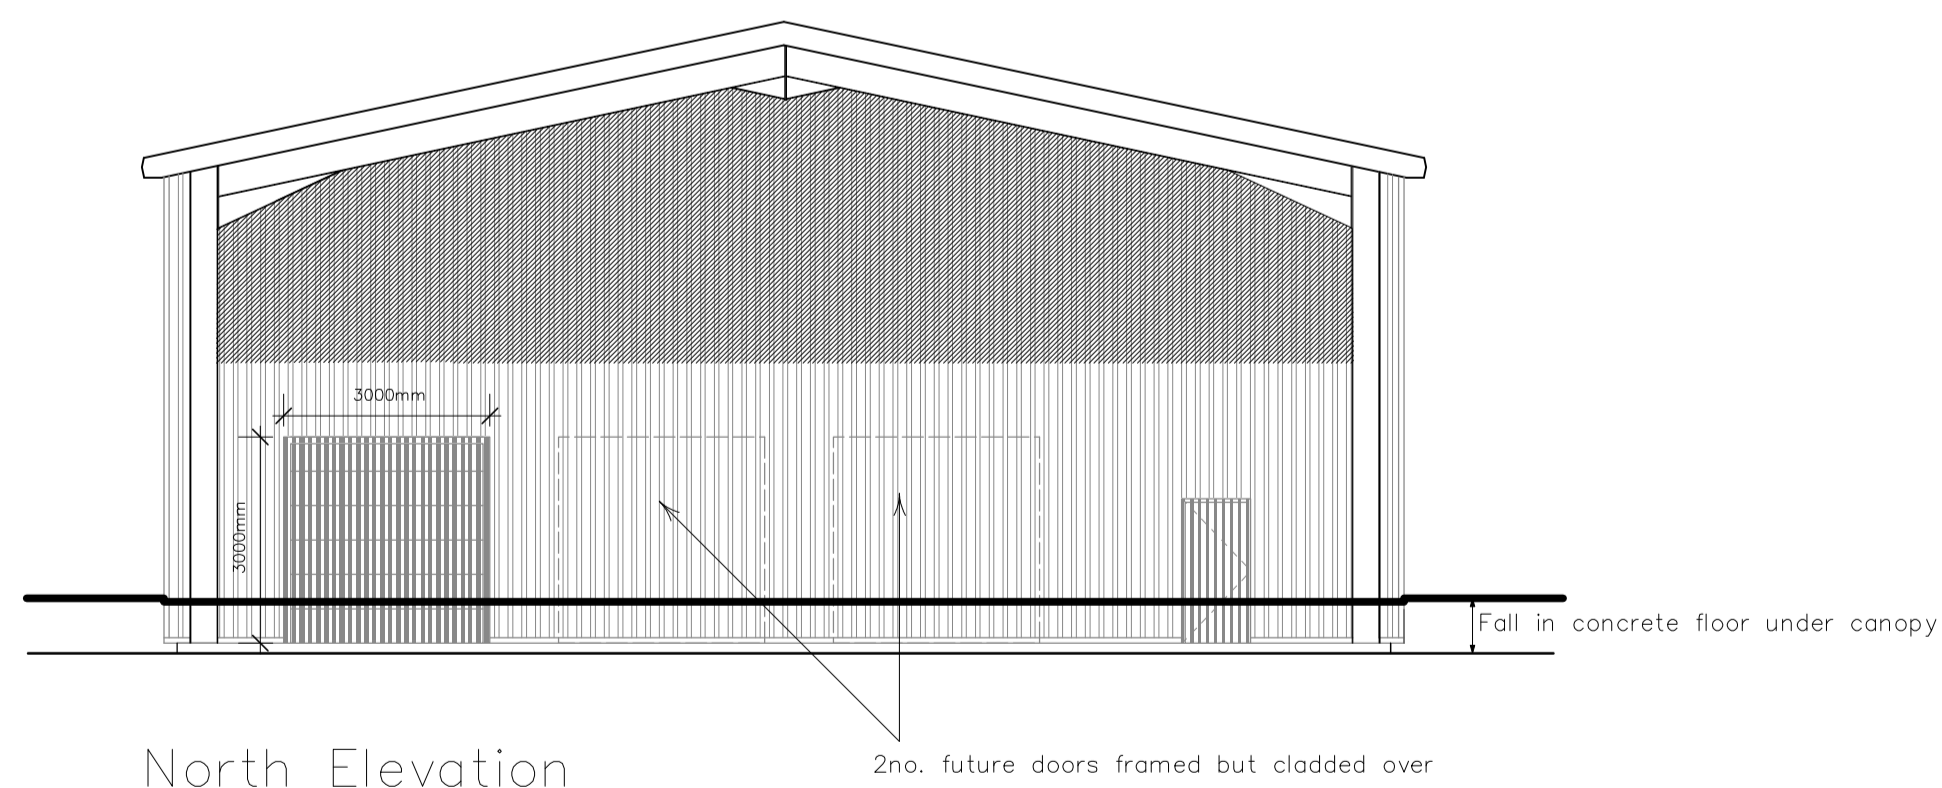 3000mm
3000mm
Fall in concrete floor under canopy
2no. future doors framed but cladded over
North Elevation